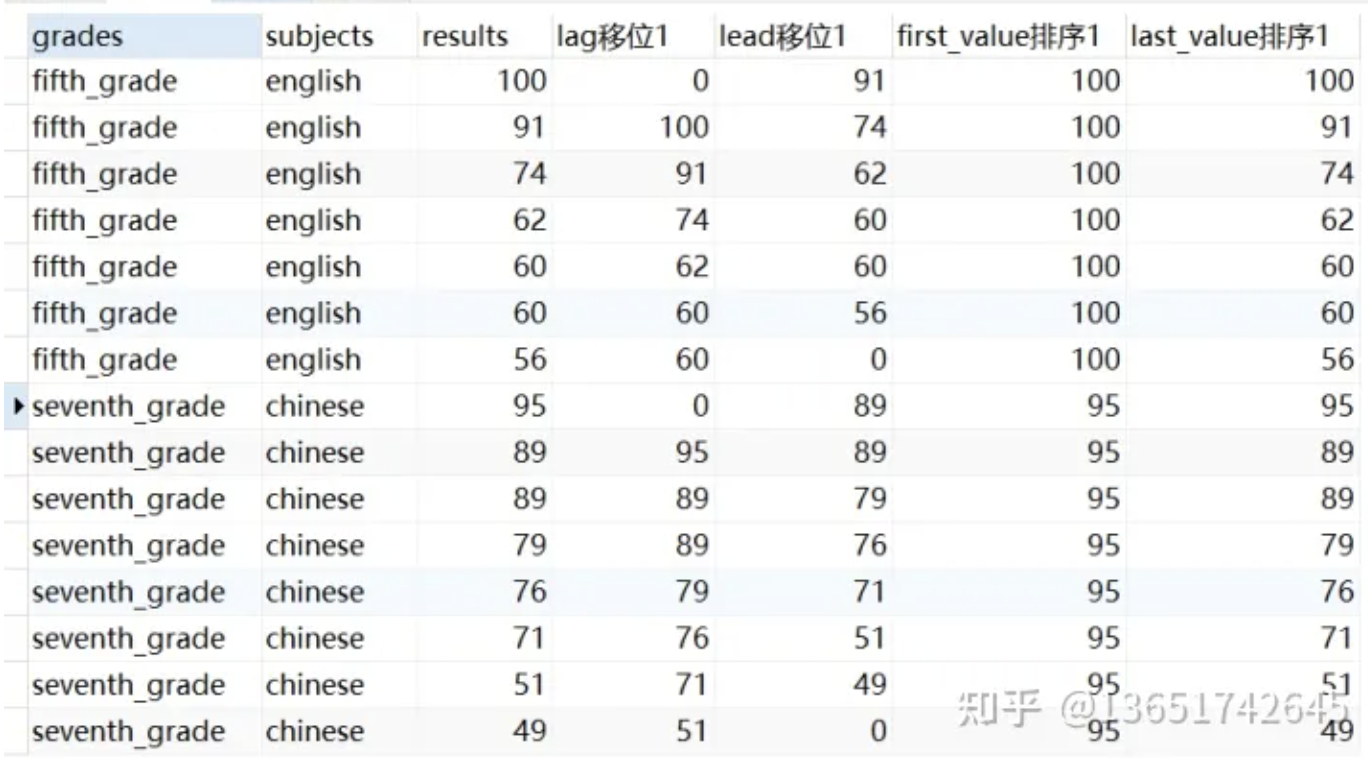 grades subjects results lag移位1 lead移位1 first_value排序1 last_value排序1
fifth_grade english 100 0 91 100 100
fifth_grade english 91 100 74 100 91
fifth_grade english 74 91 62 100 74
fifth_grade english 62 74 60 100 62
fifth_grade english 60 62 60 100 60
fifth_grade english 60 60 56 100 60
fifth_grade english 56 60 0 100 56
seventh_grade chinese 95 0 89 95 95
seventh_grade chinese 89 95 89 95 89
seventh_grade chinese 89 89 79 95 89
seventh_grade chinese 79 89 76 95 79
seventh_grade chinese 76 79 71 95 76
seventh_grade chinese 71 76 51 95 71
seventh_grade chinese 51 71 49 95 51
知乎 @13651742645
seventh_grade chinese 49 51 0 95 49